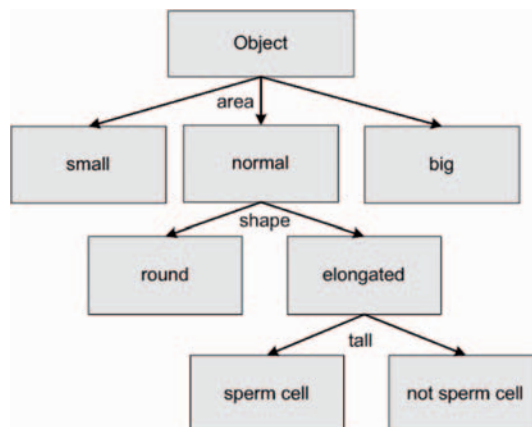 Object
area
small
normal
big
shape
round
elongated
tall
sperm cell
not sperm cell